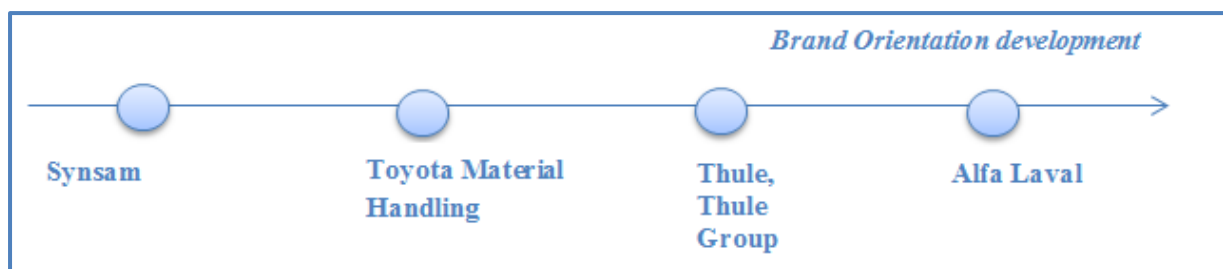 Brand Orientation development
Synsam
Toyota Material
Handling
Thule,
Thule
Group
Alfa Laval